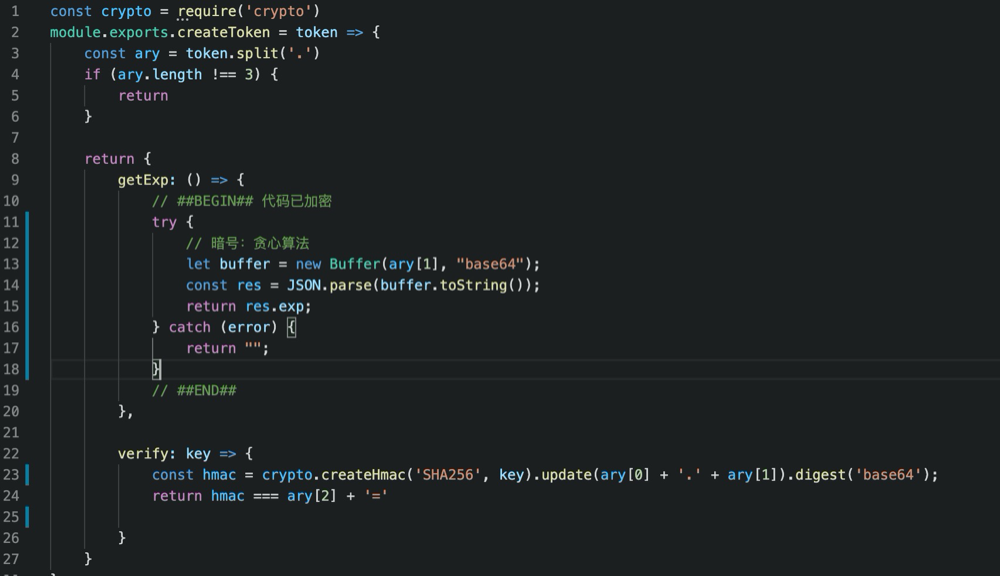 1 const crypto = require('crypto')
2 module.exports.createToken = token => {
3 const ary = token.split('.')
4 if (ary.length !== 3) {
5 return
6 }
7
8 return {
9 getExp: () => {
10 // ##BEGIN## 代码已加密
11 try {
12 // 暗号：贪心算法
13 let buffer = new Buffer(ary[1], "base64");
14 const res = JSON.parse(buffer.toString());
15 return res.exp;
16 } catch (error) {
17 return "";
18 }
19 // ##END##
20 },
21
22 verify: key => {
23 const hmac = crypto.createHmac('SHA256', key).update(ary[0] + '.' + ary[1]).digest('base64');
24 return hmac === ary[2] + '='
25
26 }
27 }